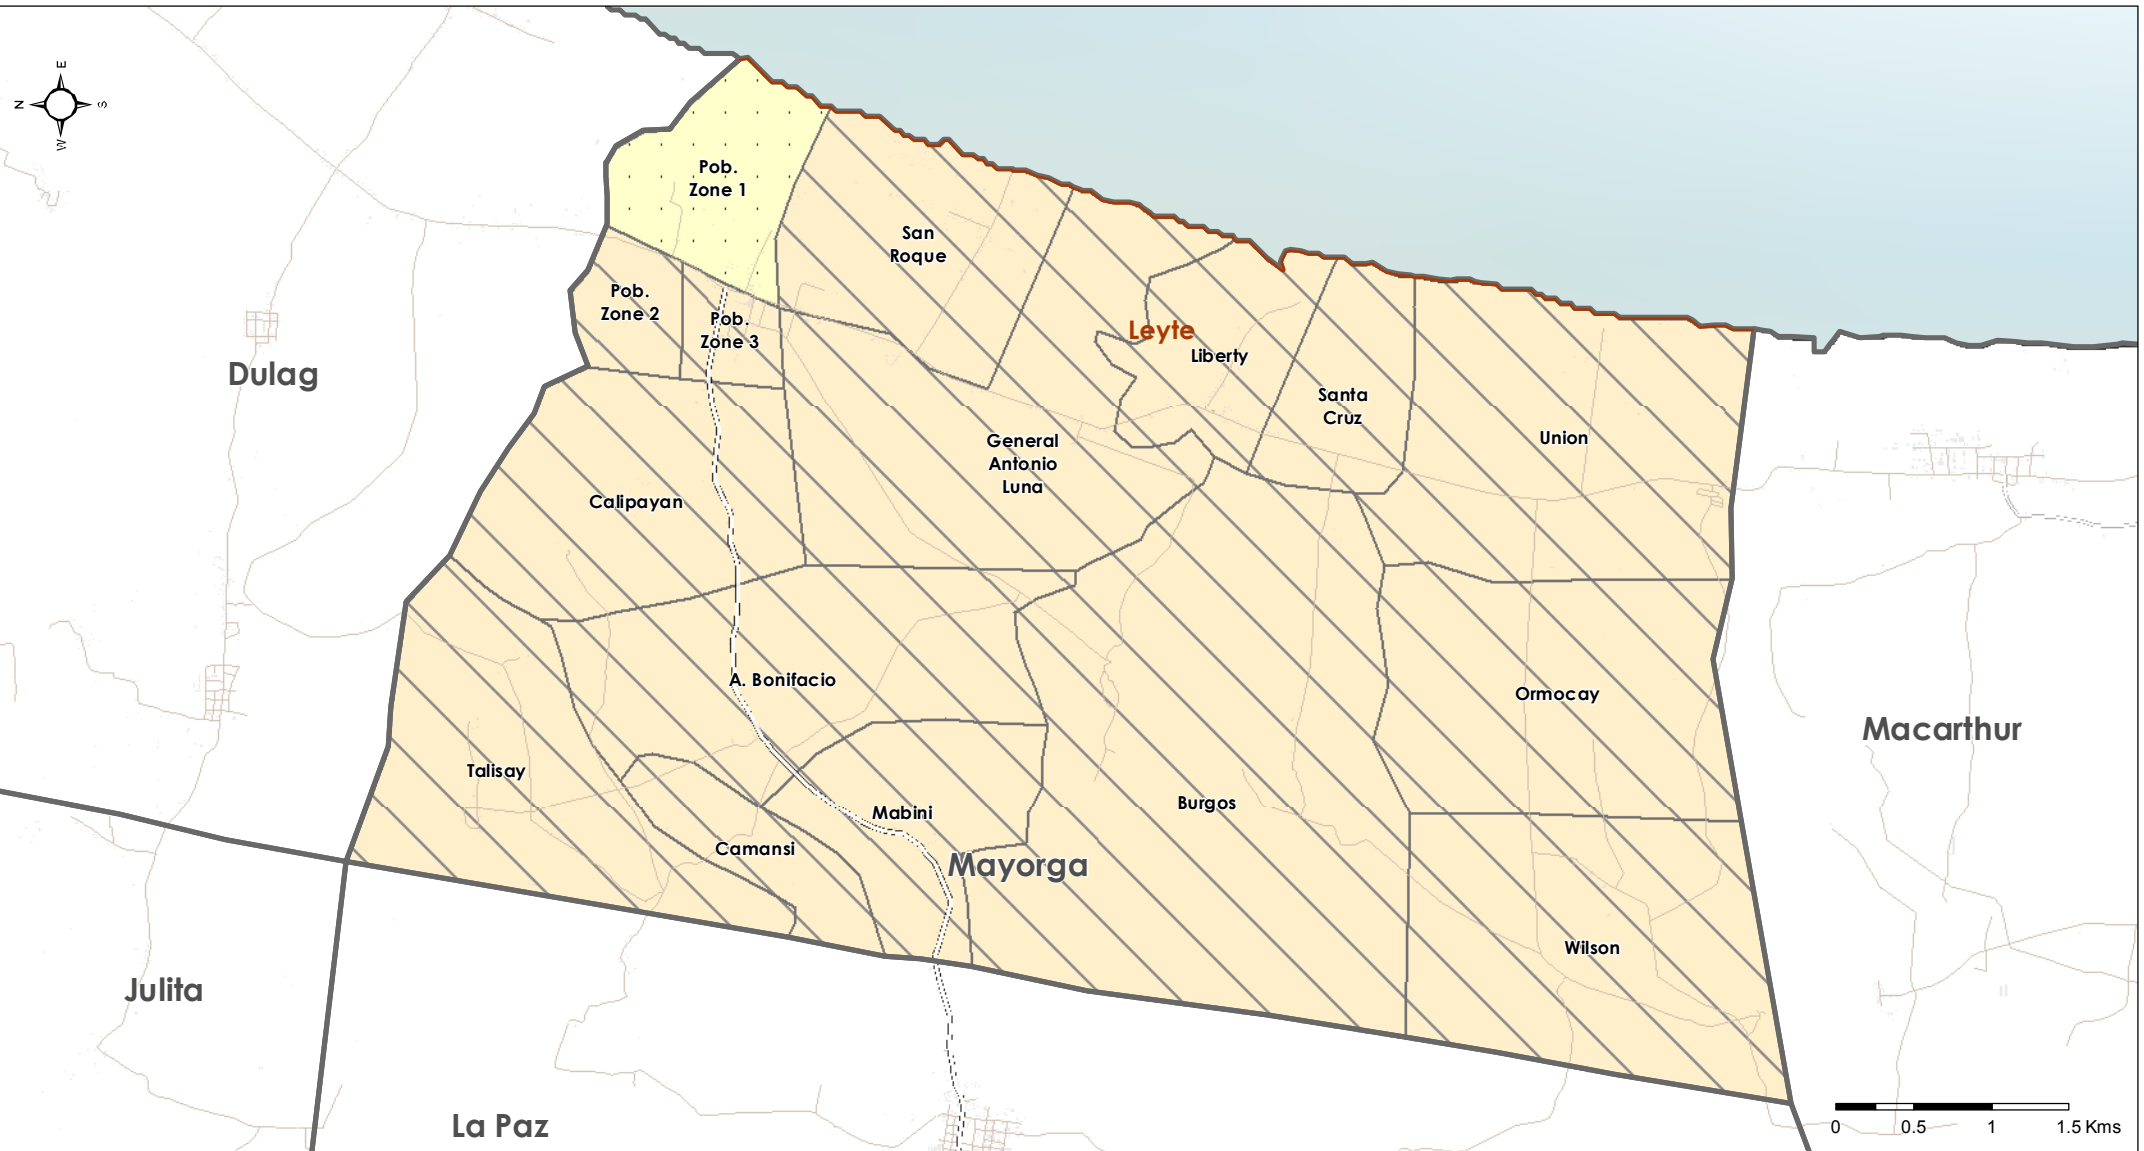 E
N
S
W
Pob.
Zone 1
San
Roque
Pob.
Zone 2
Pob.
Zone 3
Leyte
Liberty
Dulag
Santa
Cruz
Union
General
Antonio
Luna
Calipayan
A. Bonifacio
Ormocay
Macarthur
Talisay
Mabini
Burgos
Camansi
Mayorga
Wilson
Julita
La Paz
0 0.5 1 1.5 Kms